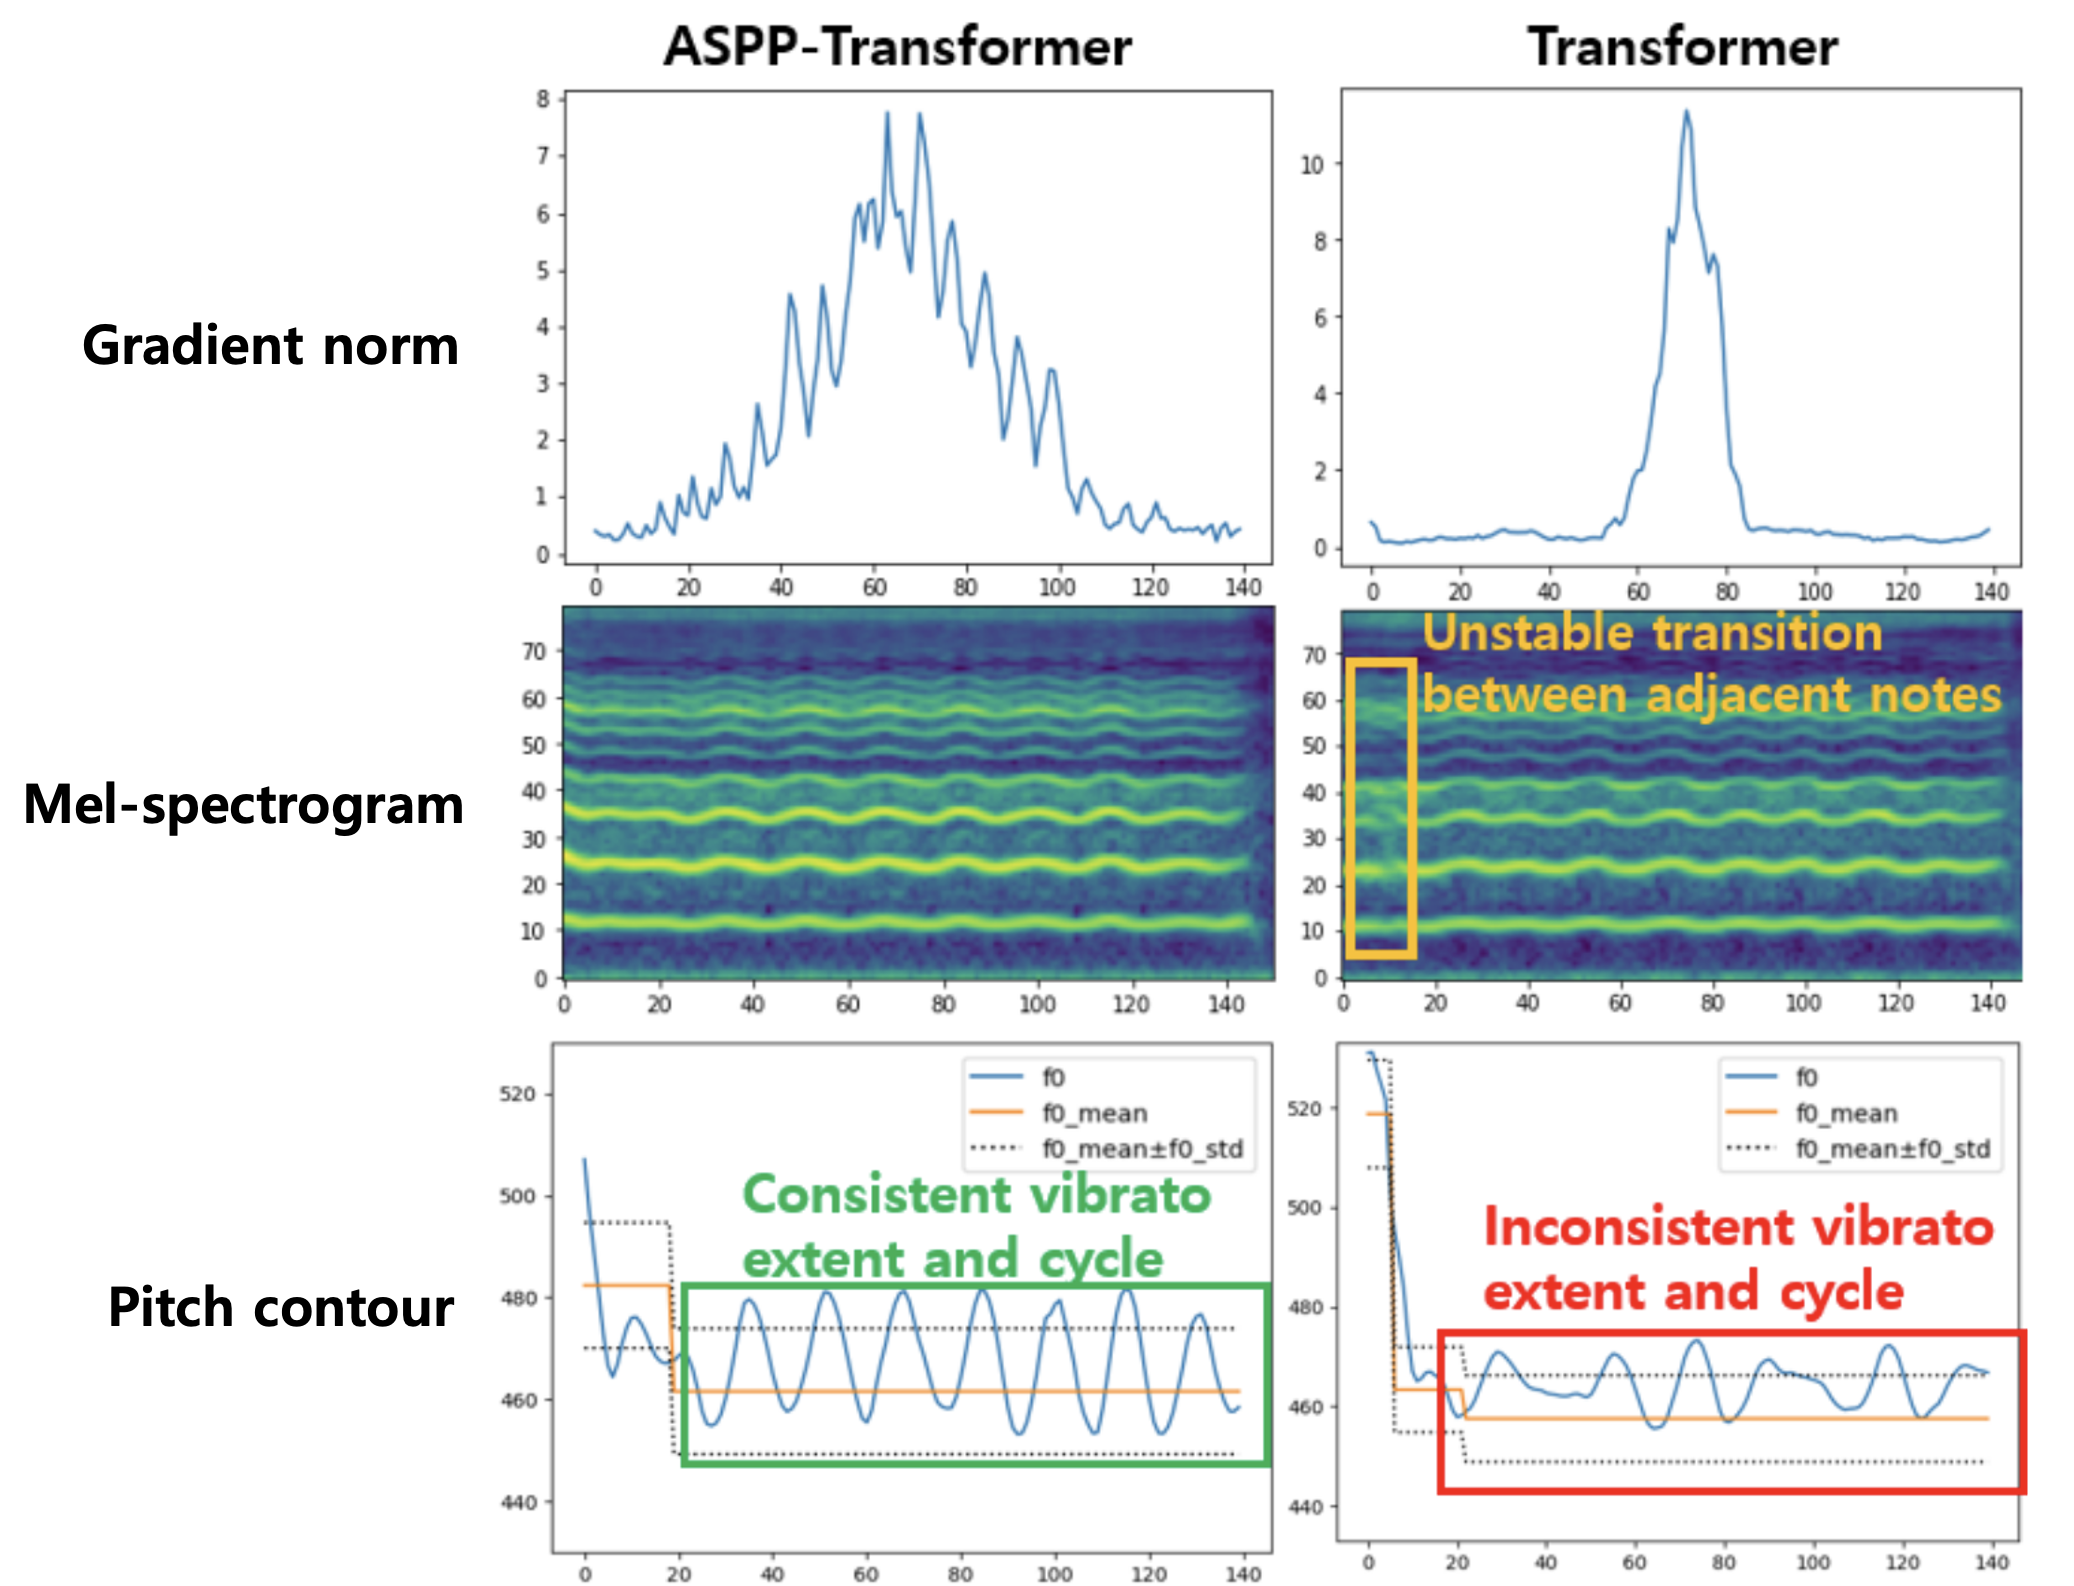 ASPP-Transformer
Transformer
Gradient norm
8
7
6
5
4
3
2
1
0
0 20 40 60 80 100 120 140
10
8
6
4
2
0
0 20 40 60 80 100 120 140
Mel-spectrogram
70
60
50
40
30
20
10
0
0 20 40 60 80 100 120 140
Unstable transition
between adjacent notes
70
60
50
40
30
20
10
0
0 20 40 60 80 100 120 140
Pitch contour
f0
f0_mean
f0_mean±f0_std
Consistent vibrato
extent and cycle
520
500
480
460
440
0 20 40 60 80 100 120 140
f0
f0_mean
f0_mean±f0_std
Inconsistent vibrato
extent and cycle
520
500
480
460
440
0 20 40 60 80 100 120 140